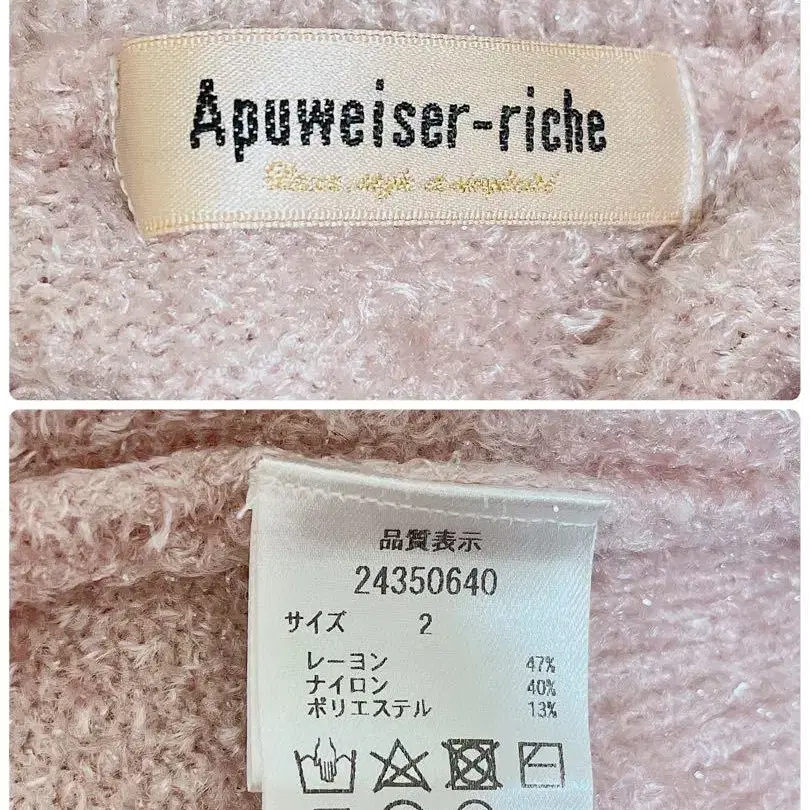 Apuweiser-riche
品質表示
24350640
サイズ 2
レーヨン 47%
ナイロン 40%
ポリエステル 13%